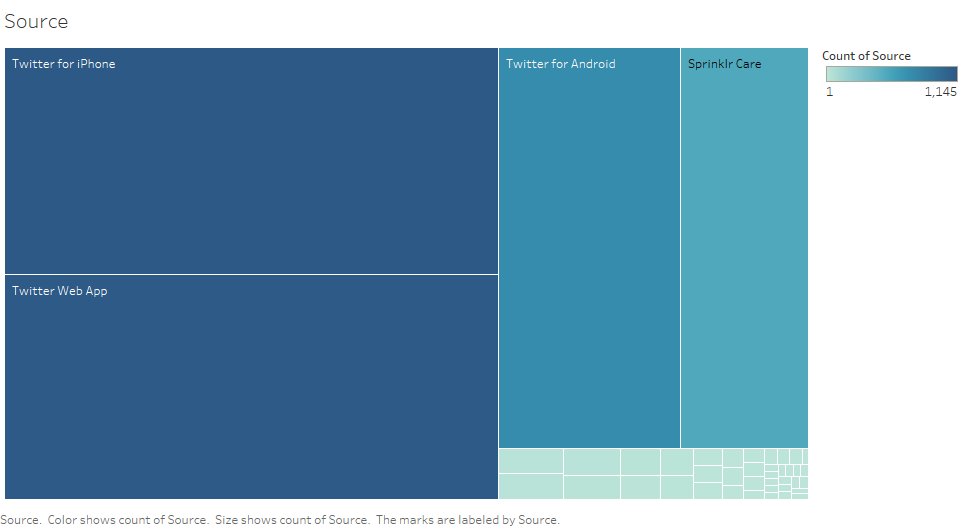 Source
Twitter for iPhone
Twitter for Android
Sprinklr Care
Count of Source
1
1,145
Twitter Web App
Source. Color shows count of Source. Size shows count of Source. The marks are labeled by Source.